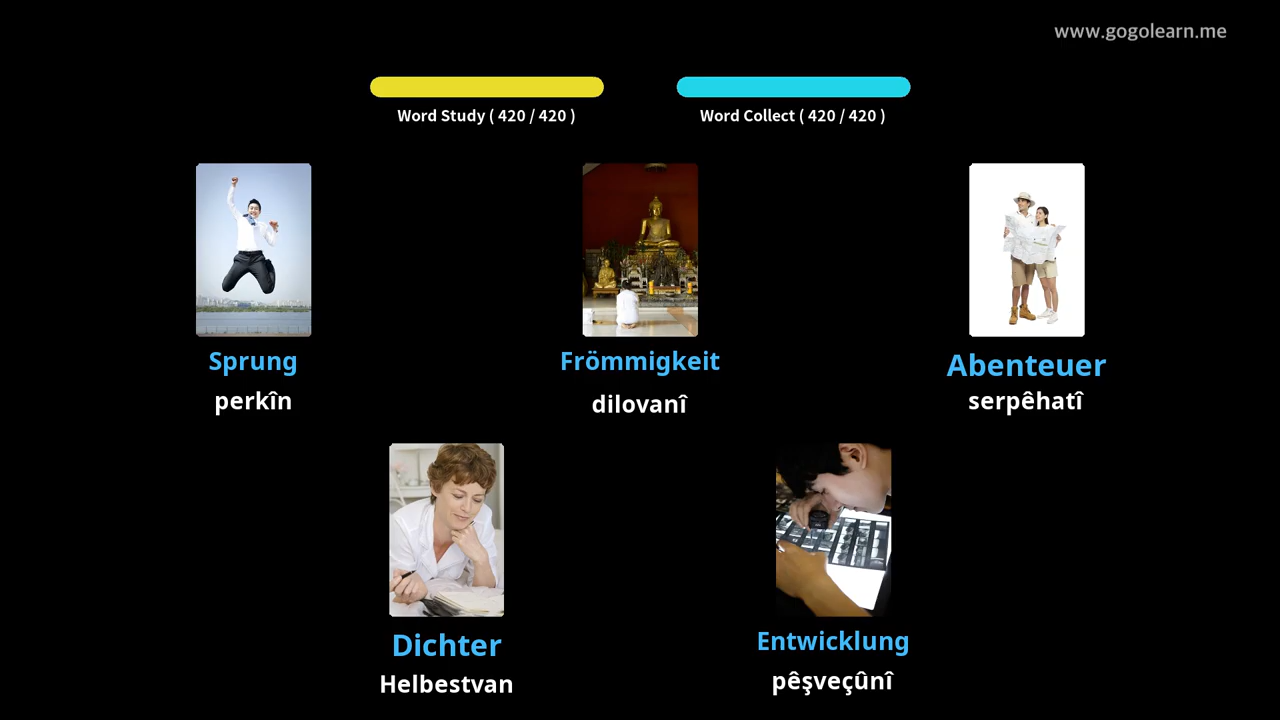 www.gogolearn.me
Word Study ( 420 / 420 )
Word Collect ( 420 / 420 )
Sprung
perkîn
Frömmigkeit
dilovanî
Abenteuer
serpêhatî
Dichter
Helbestvan
Entwicklung
pêşveçûnî